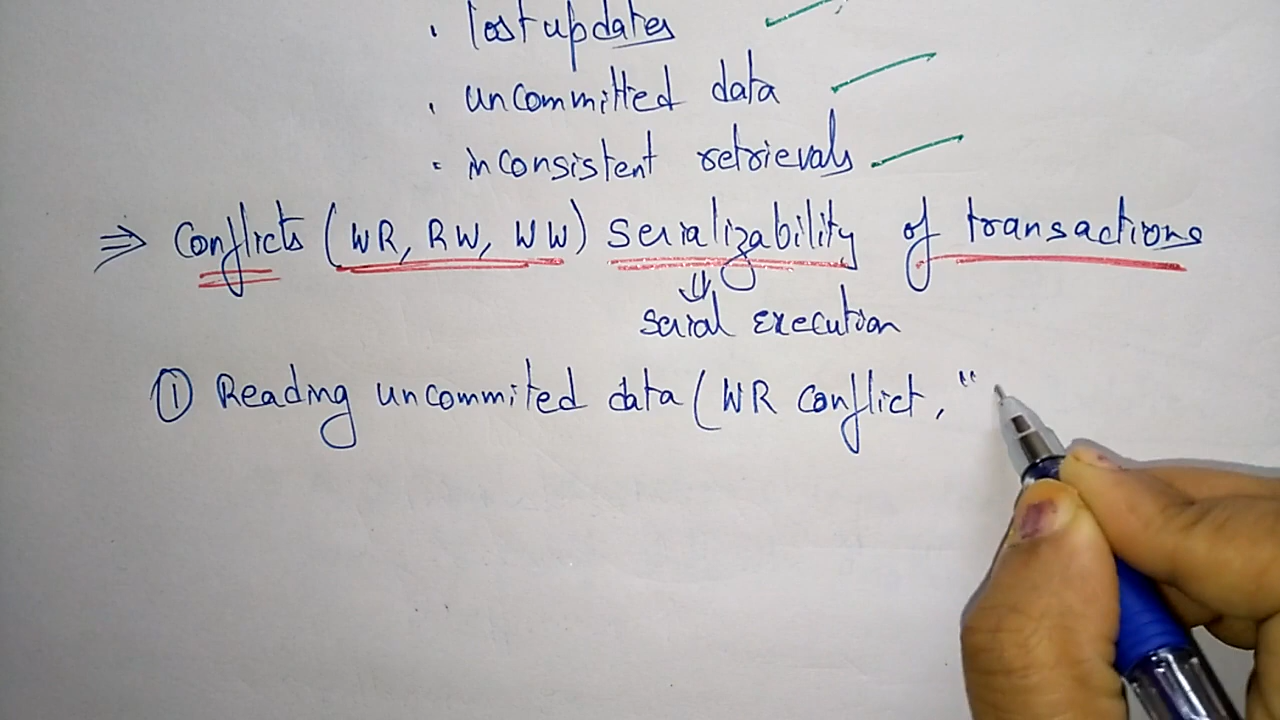 . lost updates
. uncommitted data
. inconsistent retrievals
⇒ Conflicts (WR, RW, WW) serializability of transactions
⇓
serial execution
① Reading uncommited data (WR conflict, "